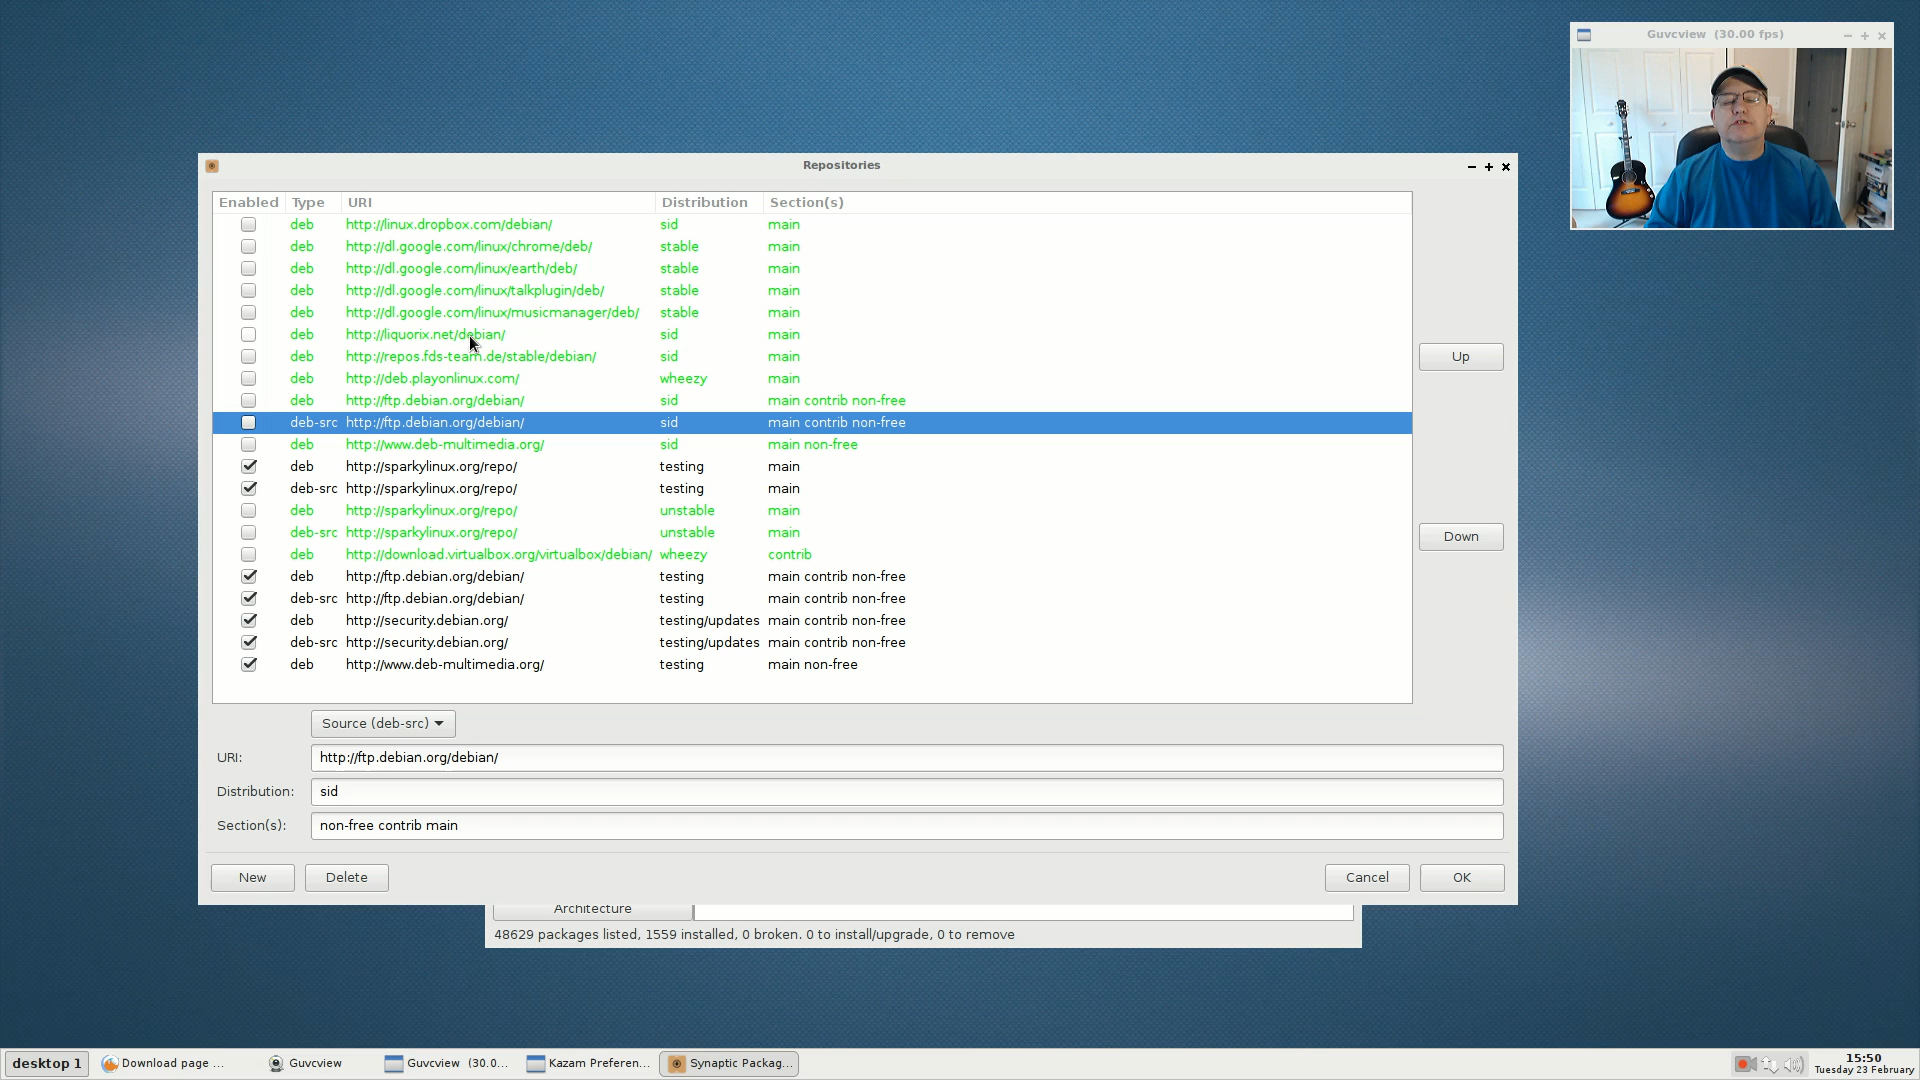 Guvcview (30.00 fps)
Repositories
Enabled Type URI Distribution Section(s)
deb http://linux.dropbox.com/debian/ sid main
deb http://dl.google.com/linux/chrome/deb/ stable main
deb http://dl.google.com/linux/earth/deb/ stable main
deb http://dl.google.com/linux/talkplugin/deb/ stable main
deb http://dl.google.com/linux/musicmanager/deb/ stable main
deb http://liquorix.net/debian/ sid main
deb http://repos.fds-team.de/stable/debian/ sid main
Up
deb http://deb.playonlinux.com/ wheezy main
deb http://ftp.debian.org/debian/ sid main contrib non-free
deb-src http://ftp.debian.org/debian/ sid main contrib non-free
deb http://www.deb-multimedia.org/ sid main non-free
deb http://sparkylinux.org/repo/ testing main
deb-src http://sparkylinux.org/repo/ testing main
deb http://sparkylinux.org/repo/ unstable main
deb-src http://sparkylinux.org/repo/ unstable main
Down
deb http://download.virtualbox.org/virtualbox/debian/ wheezy contrib
deb http://ftp.debian.org/debian/ testing main contrib non-free
deb-src http://ftp.debian.org/debian/ testing main contrib non-free
deb http://security.debian.org/ testing/updates main contrib non-free
deb-src http://security.debian.org/ testing/updates main contrib non-free
deb http://www.deb-multimedia.org/ testing main non-free
Source (deb-src)
URI: http://ftp.debian.org/debian/
Distribution: sid
Section(s): non-free contrib main
New Delete Cancel OK
Architecture
48629 packages listed, 1559 installed, 0 broken. 0 to install/upgrade, 0 to remove
desktop 1 Download page ... Guvcview Guvcview (30.0... Kazam Preferen... Synaptic Packag... 15:50
Tuesday 23 February